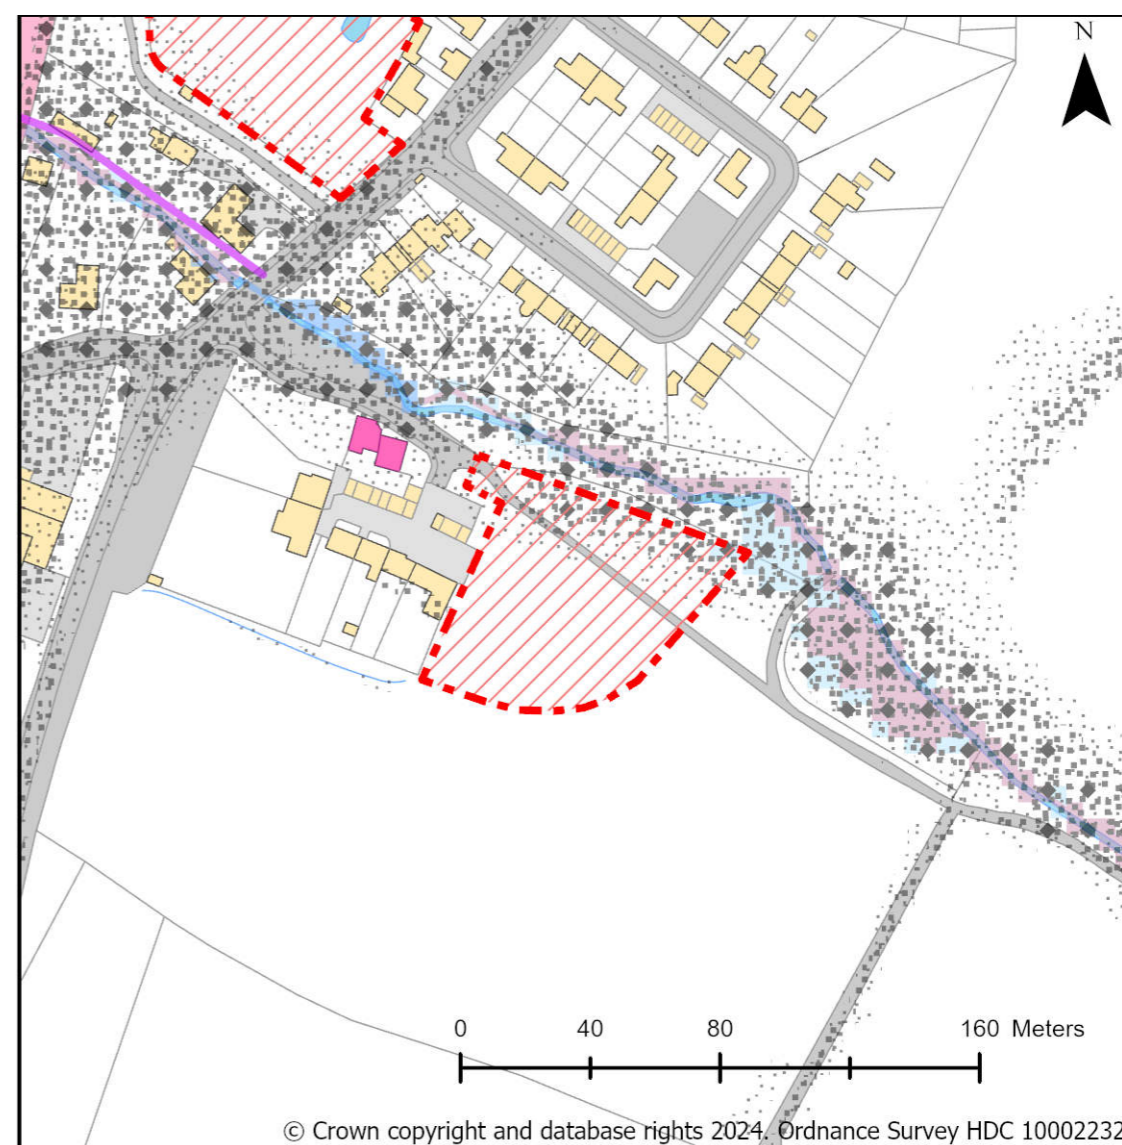 N
0 40 80 160 Meters
© Crown copyright and database rights 2024. Ordnance Survey HDC 10002232